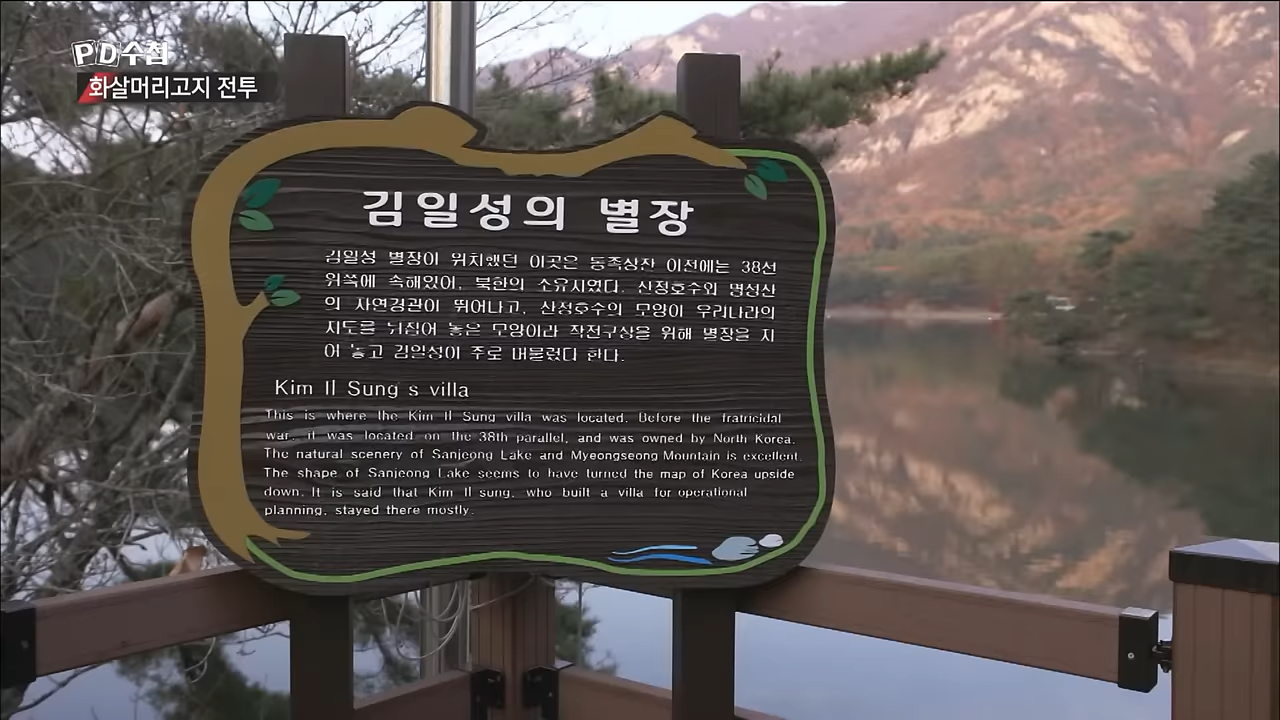 PD수첩
화살머리고지 전투
김일성의 별장
김일성 별장이 위치했던 이곳은 동족상잔 이전에는 38선
위쪽에 속해있어, 북한의 소유지였다. 산정호수와 명성산
의 자연경관이 뛰어나고, 산정호수의 모양이 우리나라의
지도를 뒤집어 놓은 모양이라 작전구상을 위해 별장을 지
어 놓고 김일성이 주로 머물렀다 한다.
Kim Il Sung s villa
This is where the Kim Il Sung villa was located. Before the fratricidal
war, it was located on the 38th parallel, and was owned by North Korea.
The natural scenery of Sanjeong Lake and Myeongseong Mountain is excellent.
The shape of Sanjeong Lake seems to have turned the map of Korea upside
down. It is said that Kim Il sung, who built a villa for operational
planning, stayed there mostly.